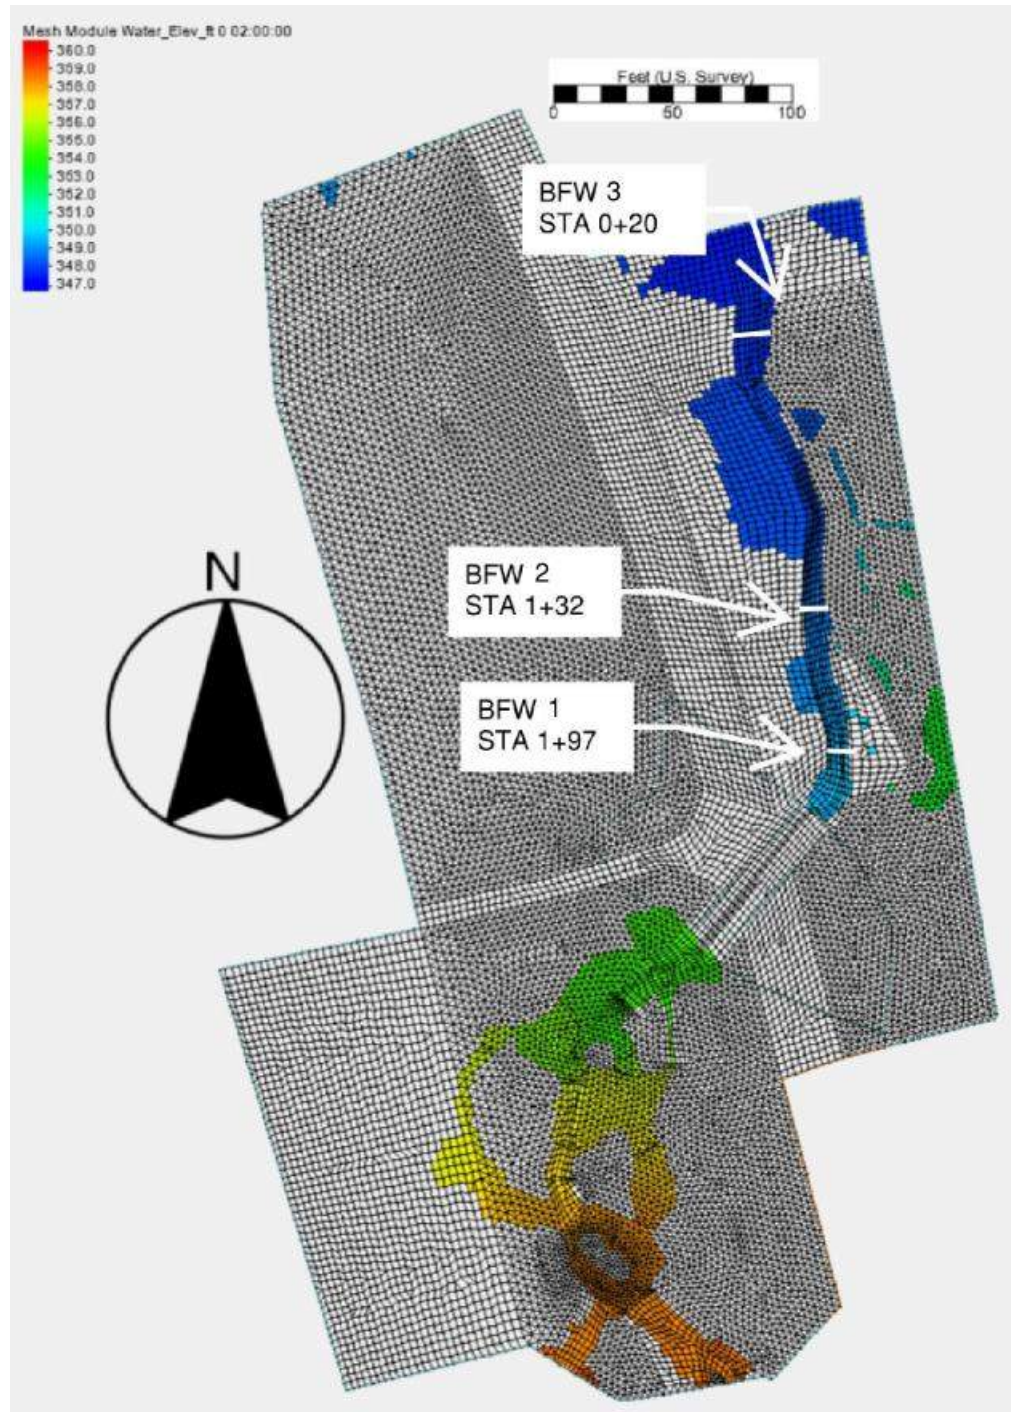 Mesh Module Water_Elev_ft 0 02:00:00
360.0
359.0
358.0
357.0
356.0
355.0
354.0
353.0
352.0
351.0
350.0
349.0
348.0
347.0
Feet (U.S. Survey)
0 50 100
BFW 3
STA 0+20
N
BFW 2
STA 1+32
BFW 1
STA 1+97